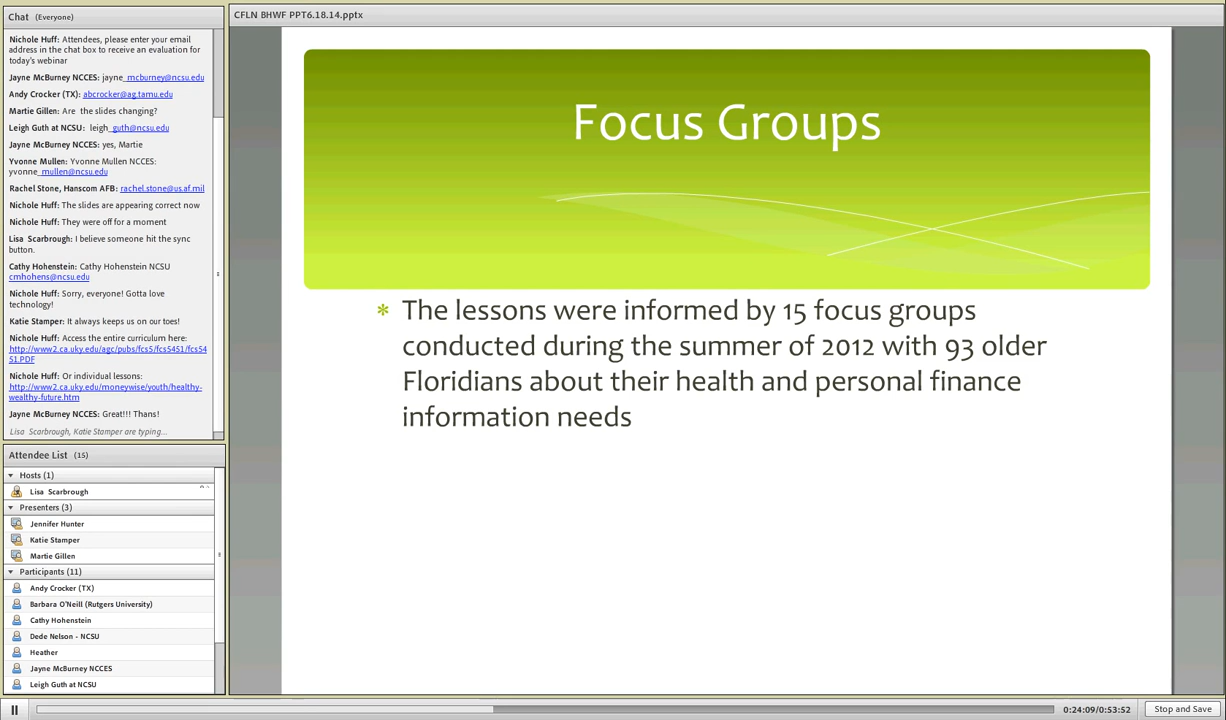 Chat (Everyone)
Nichole Huff: Attendees, please enter your email
address in the chat box to receive an evaluation for
today's webinar
Jayne McBurney NCCES: jayne_mcburney@ncsu.edu
Andy Crocker (TX): abcrocker@ag.tamu.edu
Martie Gillen: Are the slides changing?
Leigh Guth at NCSU: leigh_guth@ncsu.edu
Jayne McBurney NCCES: yes, Martie
Yvonne Mullen: Yvonne Mullen NCCES:
yvonne_mullen@ncsu.edu
Rachel Stone, Hanscom AFB: rachel.stone@us.af.mil
Nichole Huff: The slides are appearing correct now
Nichole Huff: They were off for a moment
Lisa Scarbrough: I believe someone hit the sync
button.
Cathy Hohenstein: Cathy Hohenstein NCSU
cmhohens@ncsu.edu
Nichole Huff: Sorry, everyone! Gotta love
technology!
Katie Stamper: It always keeps us on our toes!
Nichole Huff: Access the entire curriculum here:
http://www2.ca.uky.edu/agc/pubs/fcs5/fcs5451/fcs54
51.PDF
Nichole Huff: Or individual lessons:
http://www2.ca.uky.edu/moneywise/youth/healthy-
wealthy-future.htm
Jayne McBurney NCCES: Great!!! Thans!
Lisa Scarbrough, Katie Stamper are typing...
Attendee List (15)
Hosts (1)
Lisa Scarbrough
Presenters (3)
Jennifer Hunter
Katie Stamper
Martie Gillen
Participants (11)
Andy Crocker (TX)
Barbara O'Neill (Rutgers University)
Cathy Hohenstein
Dede Nelson - NCSU
Heather
Jayne McBurney NCCES
Leigh Guth at NCSU
CFLN BHWF PPT6.18.14.pptx
Focus Groups
* The lessons were informed by 15 focus groups
conducted during the summer of 2012 with 93 older
Floridians about their health and personal finance
information needs
0:24:09/0:53:52
Stop and Save